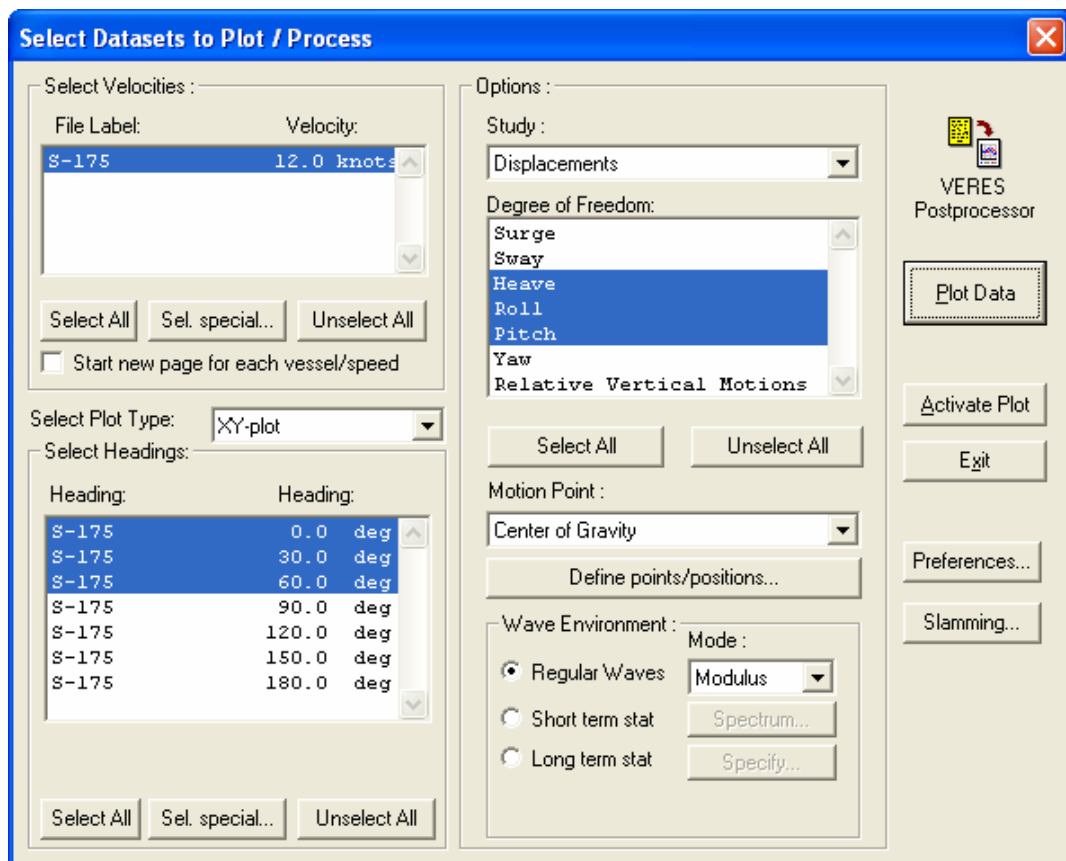 Select Datasets to Plot / Process
Select Velocities :
File Label: Velocity:
S-175 12.0 knots
Select All Sel. special... Unselect All
Start new page for each vessel/speed
Select Plot Type: XY-plot
Select Headings:
Heading: Heading:
S-175 0.0 deg
S-175 30.0 deg
S-175 60.0 deg
S-175 90.0 deg
S-175 120.0 deg
S-175 150.0 deg
S-175 180.0 deg
Select All Sel. special... Unselect All
Options :
Study :
Displacements
Degree of Freedom:
Surge
Sway
Heave
Roll
Pitch
Yaw
Relative Vertical Motions
Select All Unselect All
Motion Point :
Center of Gravity
Define points/positions...
Wave Environment :
Mode :
Regular Waves Modulus
Short term stat Spectrum...
Long term stat Specify...
VERES
Postprocessor
Plot Data
Activate Plot
Exit
Preferences...
Slamming...